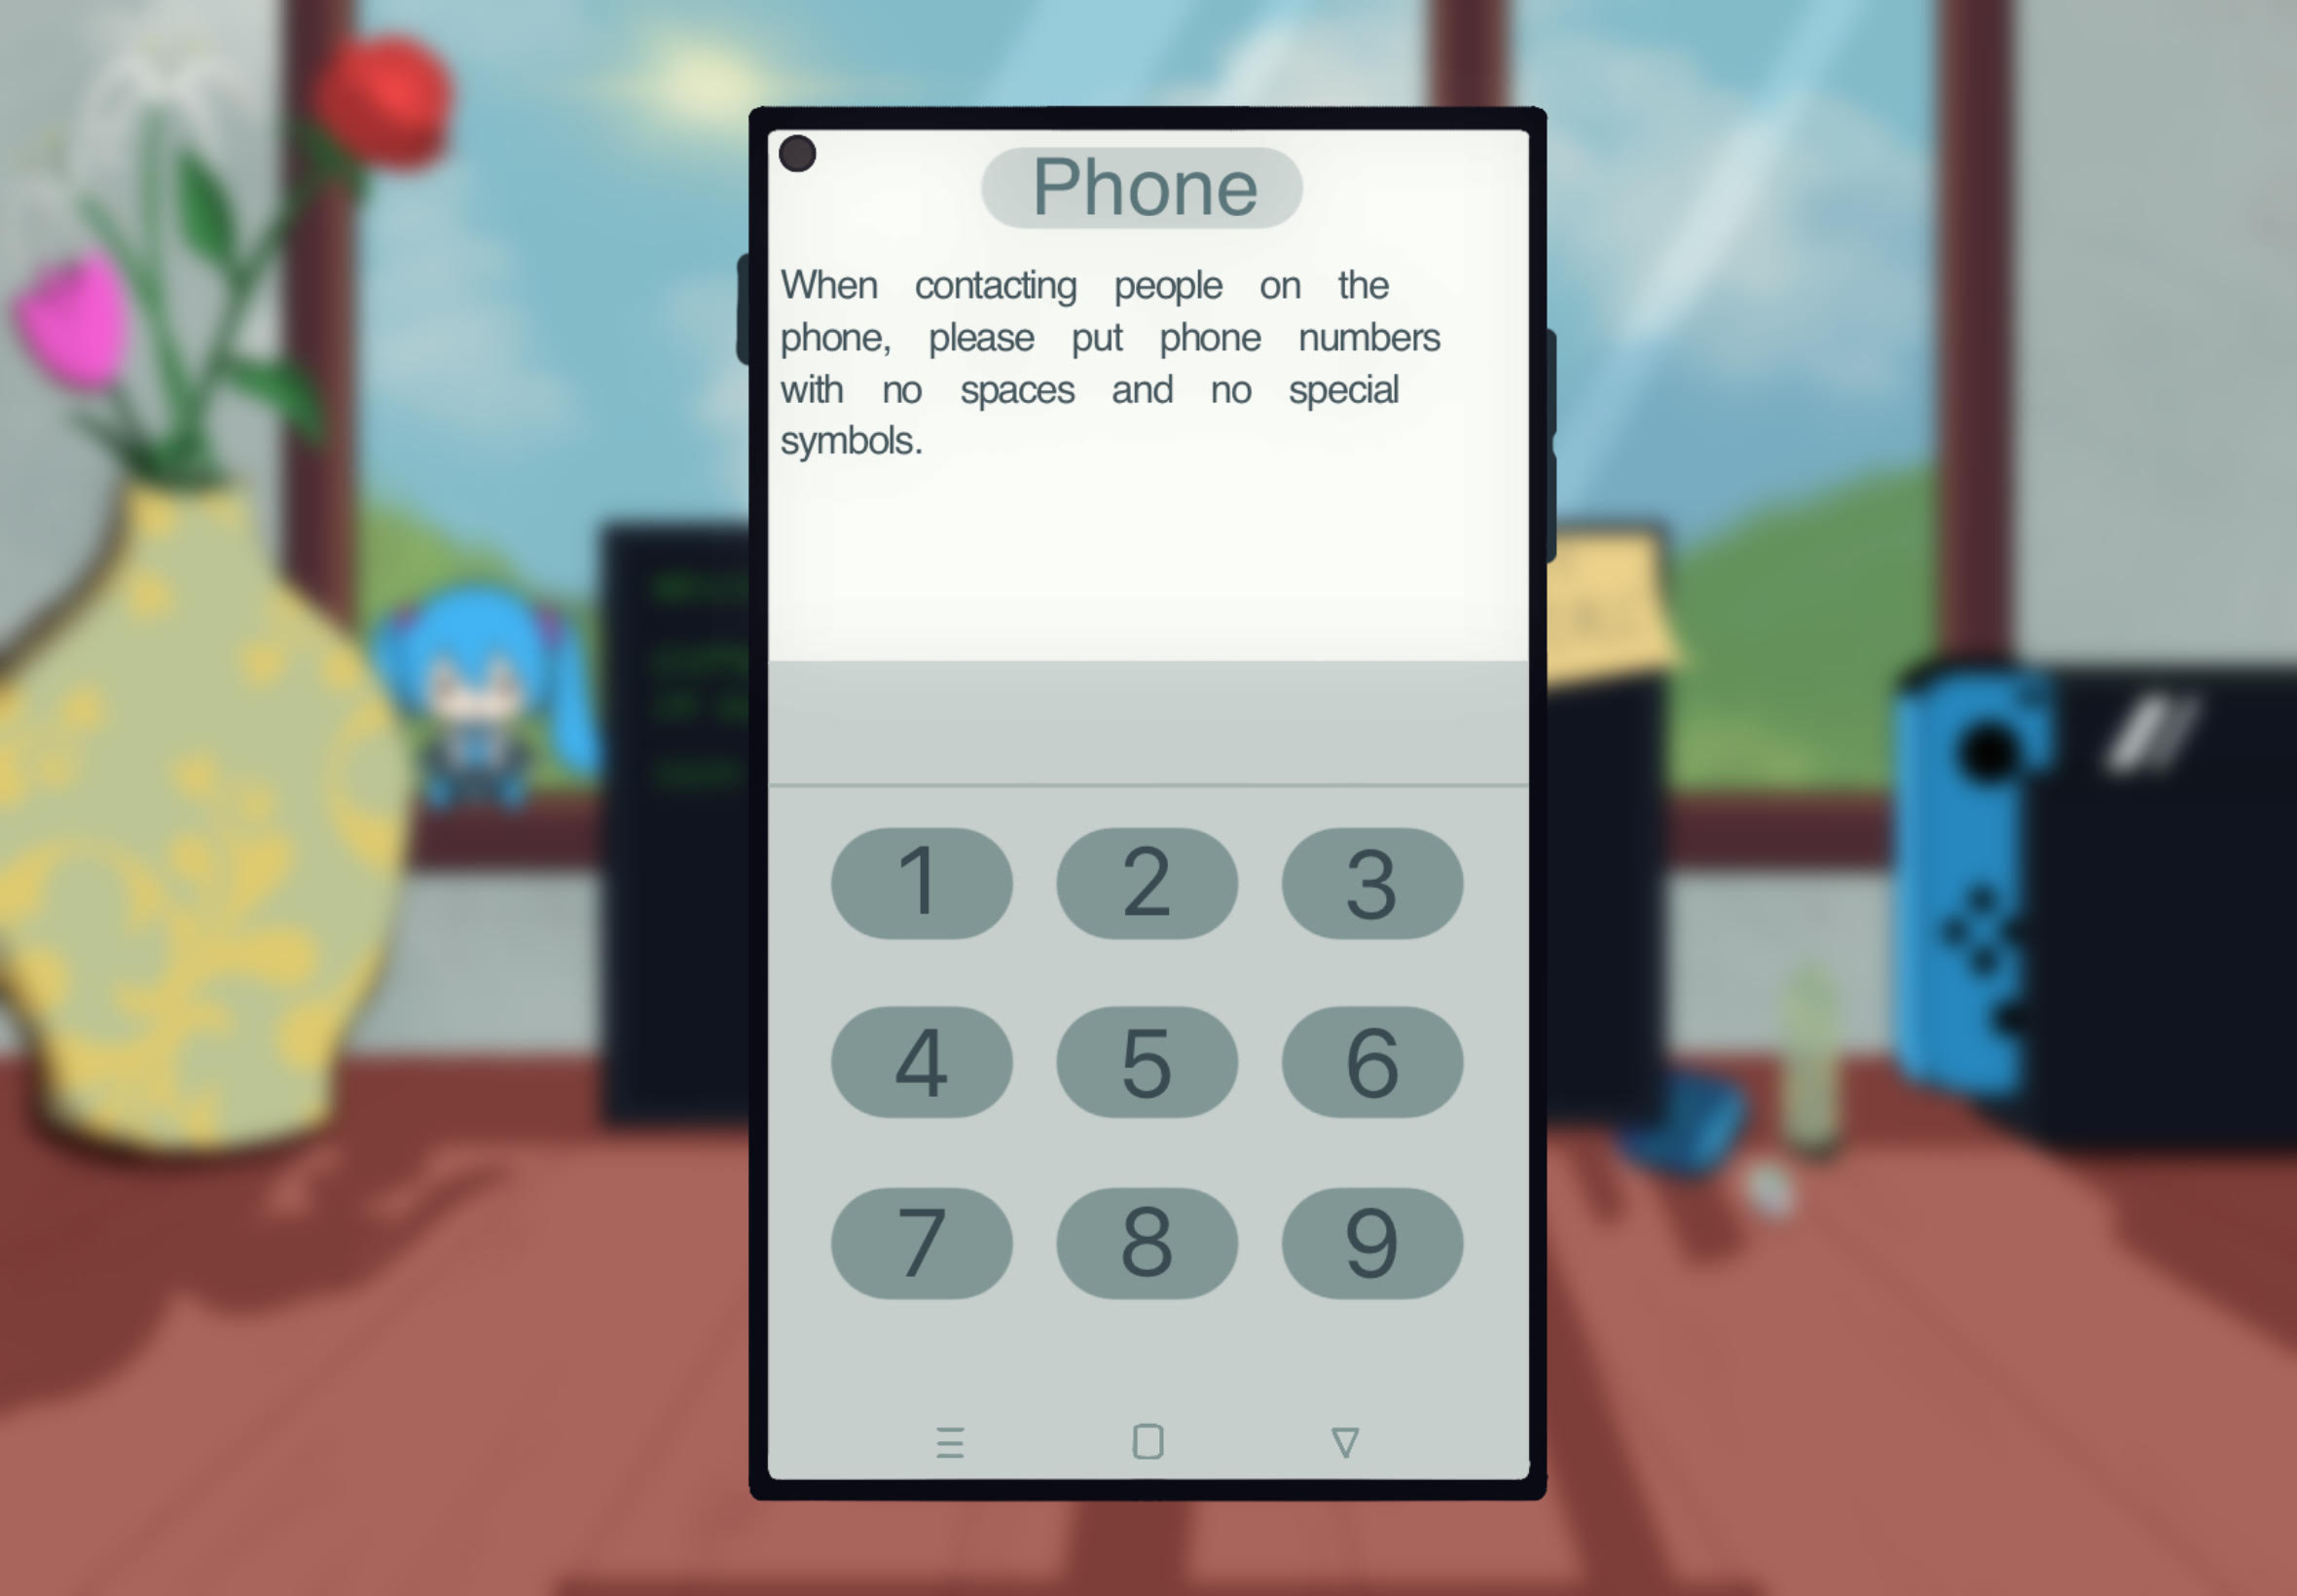 Phone
When contacting people on the
phone, please put phone numbers
with no spaces and no special
symbols.
1 2 3
4 5 6
7 8 9